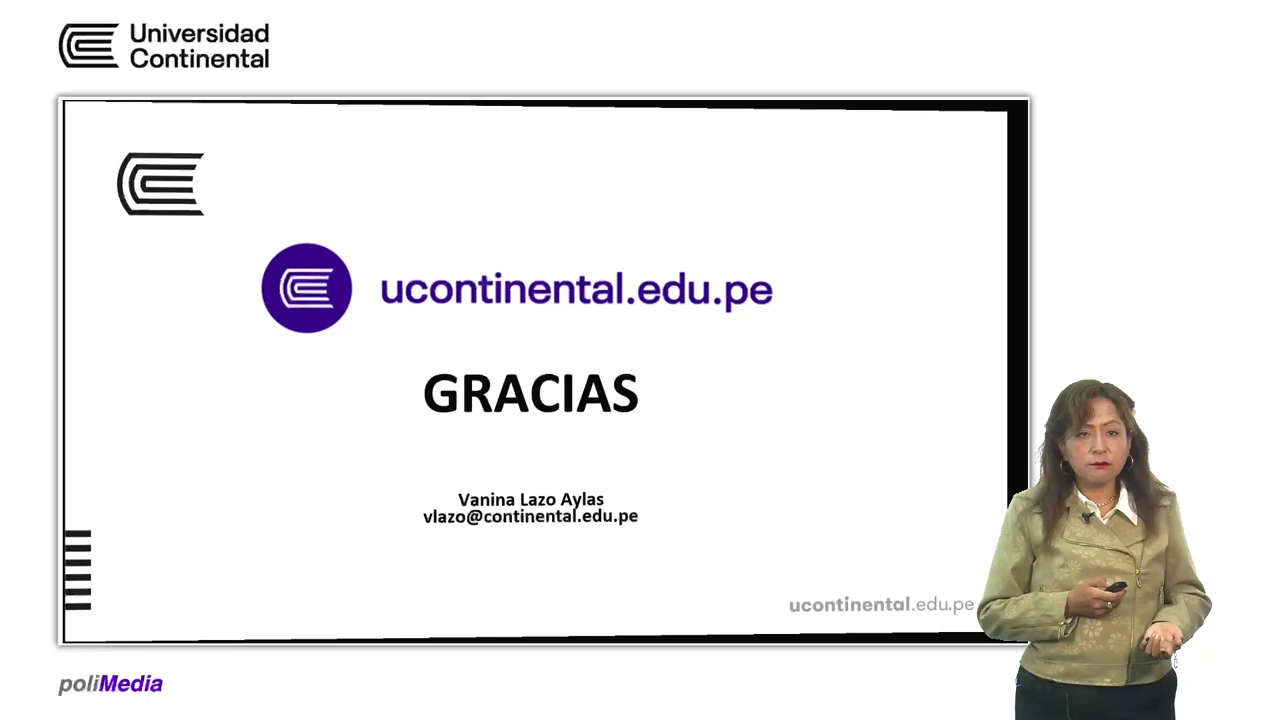 Universidad
Continental
ucontinental.edu.pe
GRACIAS
Vanina Lazo Aylas
vlazo@continental.edu.pe
ucontinental.edu.pe
poliMedia